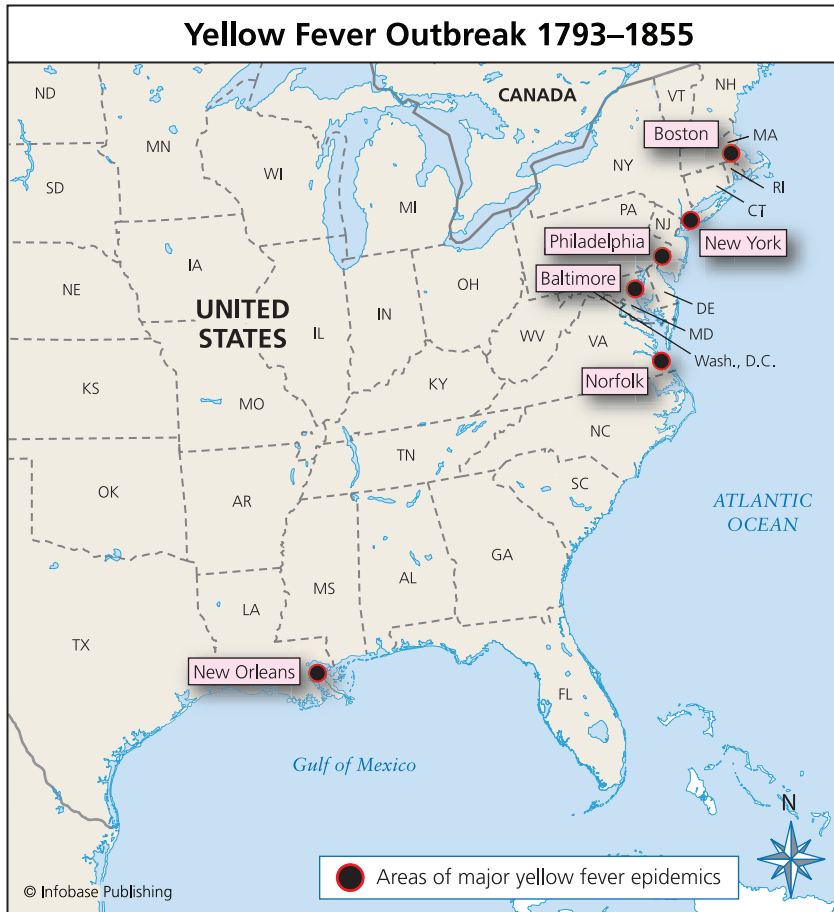 Yellow Fever Outbreak 1793–1855
ND
MN
SD
WI
MI
CANADA
VT
NH
Boston
MA
NY
RI
CT
PA
NJ
New York
Philadelphia
Baltimore
IA
NE
OH
IN
IL
UNITED
STATES
DE
MD
WV
VA
Wash., D.C.
KS
MO
KY
Norfolk
NC
TN
OK
AR
SC
ATLANTIC
OCEAN
MS
AL
GA
LA
TX
New Orleans
FL
Gulf of Mexico
N
Areas of major yellow fever epidemics
© Infobase Publishing